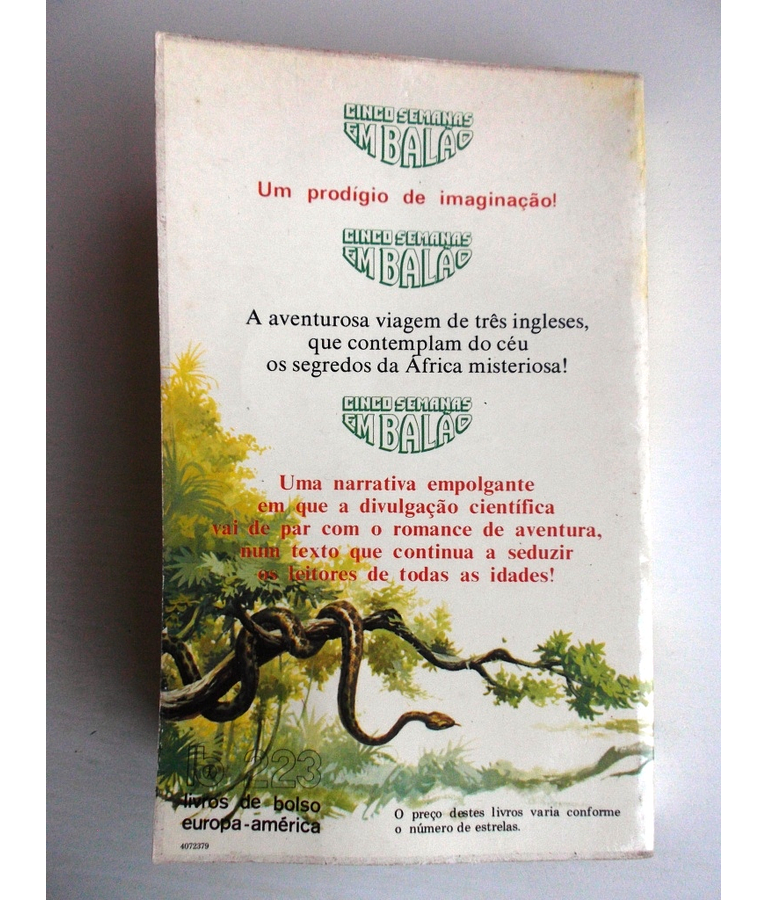 CINCO SEMANAS
EM BALÃO
Um prodígio de imaginação!
CINCO SEMANAS
EM BALÃO
A aventurosa viagem de três ingleses,
que contemplam do céu
os segredos da África misteriosa!
CINCO SEMANAS
EM BALÃO
Uma narrativa empolgante
em que a divulgação científica
vai de par com o romance de aventura,
num texto que continua a seduzir
os leitores de todas as idades!
lb 223
livros de bolso
europa-américa
4072379
O preço destes livros varia conforme
o número de estrelas.